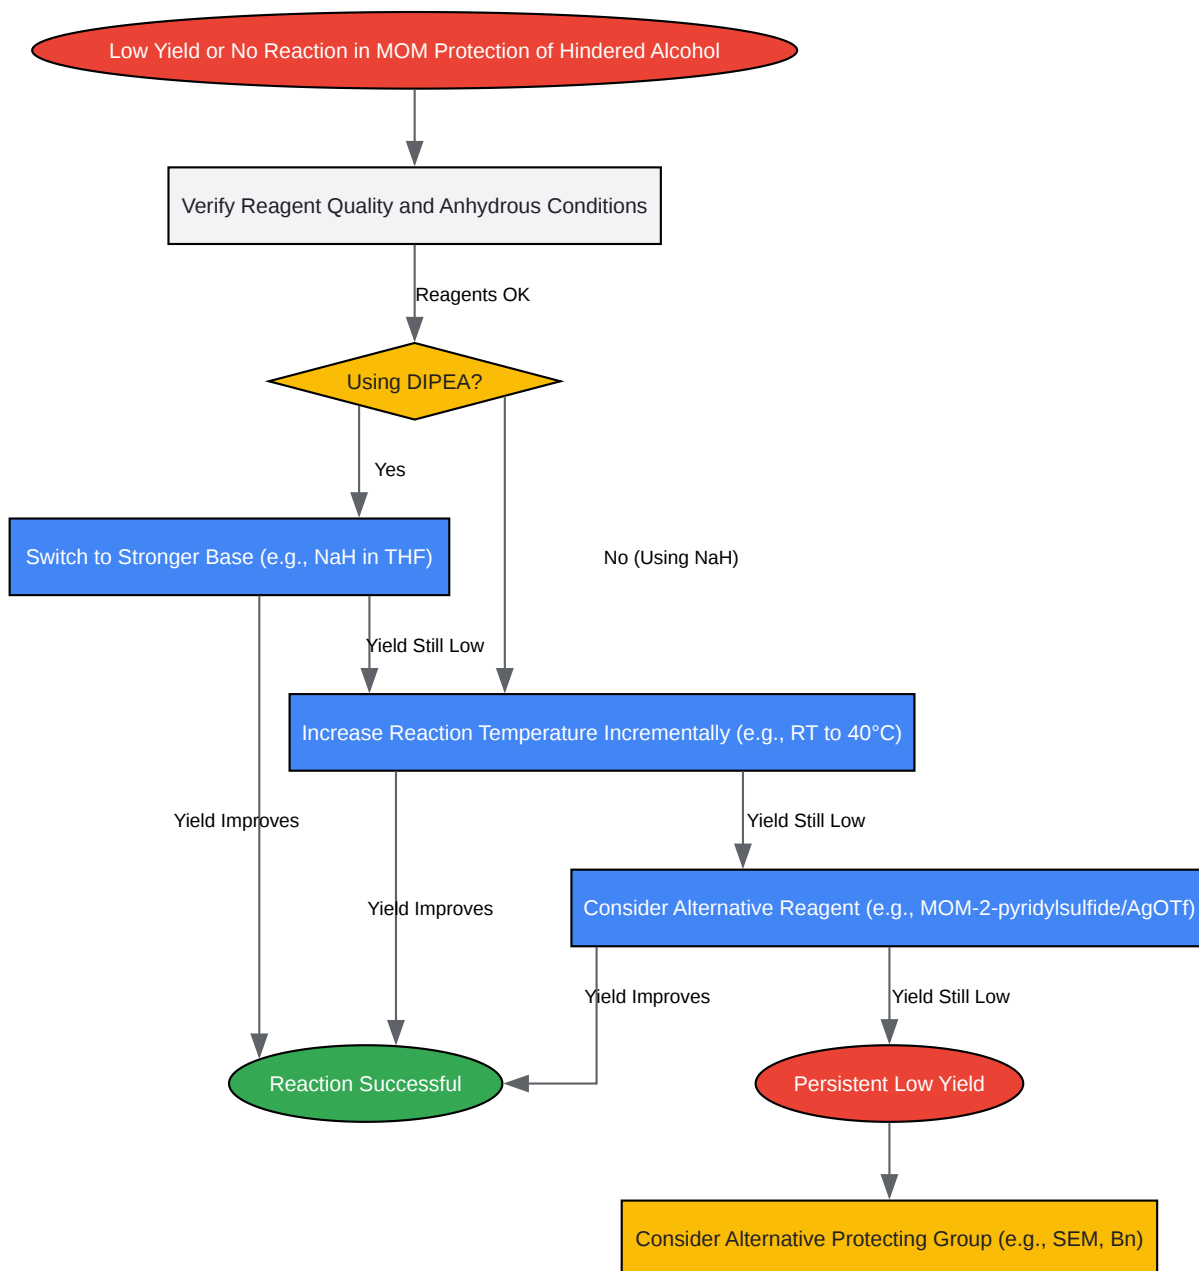 Low Yield or No Reaction in MOM Protection of Hindered Alcohol
Verify Reagent Quality and Anhydrous Conditions
Reagents OK
Using DIPEA?
Yes
Switch to Stronger Base (e.g., NaH in THF)
No (Using NaH)
Yield Still Low
Increase Reaction Temperature Incrementally (e.g., RT to 40°C)
Yield Improves
Yield Still Low
Consider Alternative Reagent (e.g., MOM-2-pyridylsulfide/AgOTf)
Yield Improves
Yield Improves
Yield Still Low
Reaction Successful
Persistent Low Yield
Consider Alternative Protecting Group (e.g., SEM, Bn)